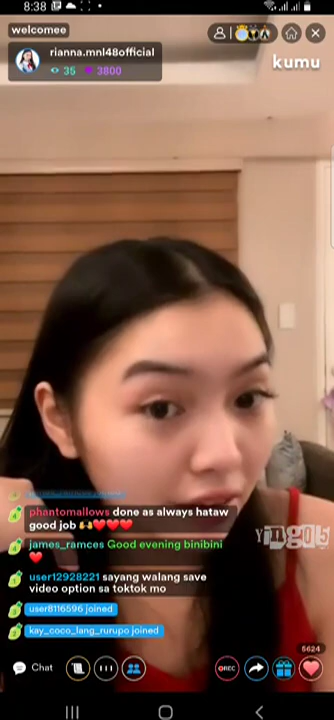 8:38
welcomee
rianna.mnl48official
35 3800
kumu
phantomallows done as always hataw
good job
james_ramces Good evening binibini
user12928221 sayang walang save
video option sa toktok mo
user8116596 joined
kay_coco_lang_rurupo joined
5624
Chat
REC